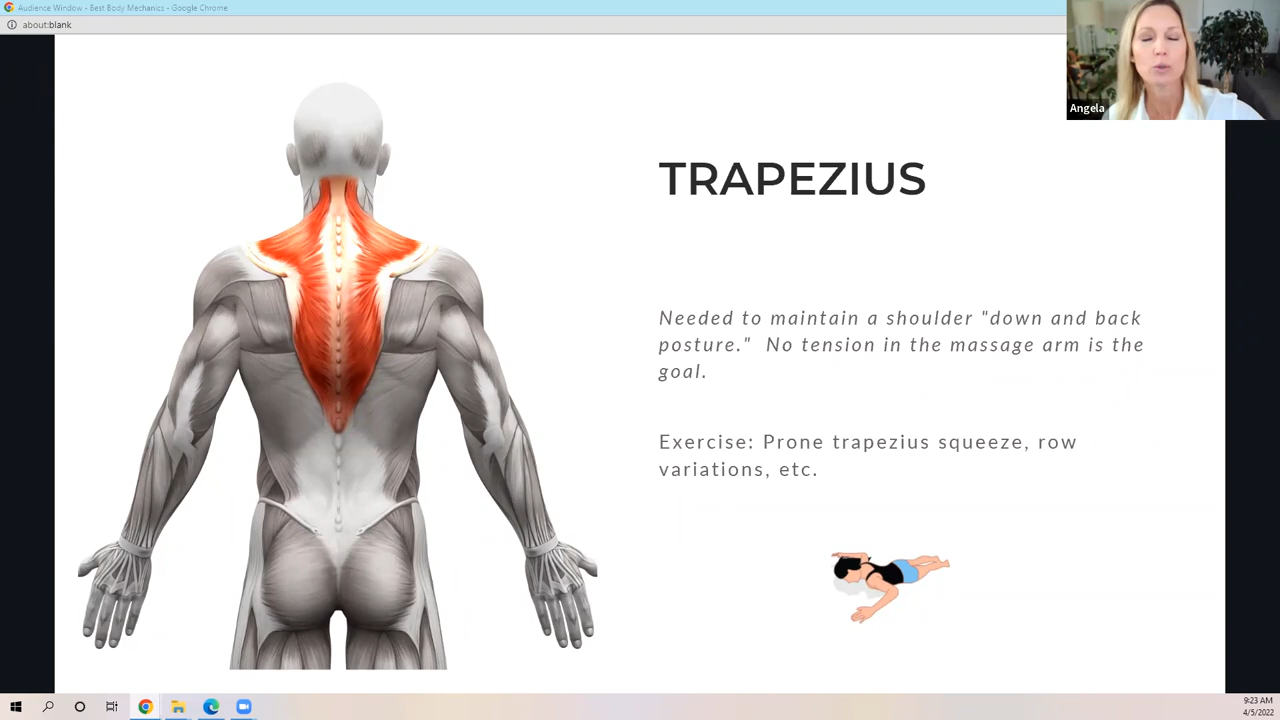 Audience Window - Best Body Mechanics - Google Chrome
about:blank
Angela
TRAPEZIUS
Needed to maintain a shoulder "down and back
posture."  No tension in the massage arm is the
goal.
Exercise: Prone trapezius squeeze, row
variations, etc.
9:23 AM
4/5/2022